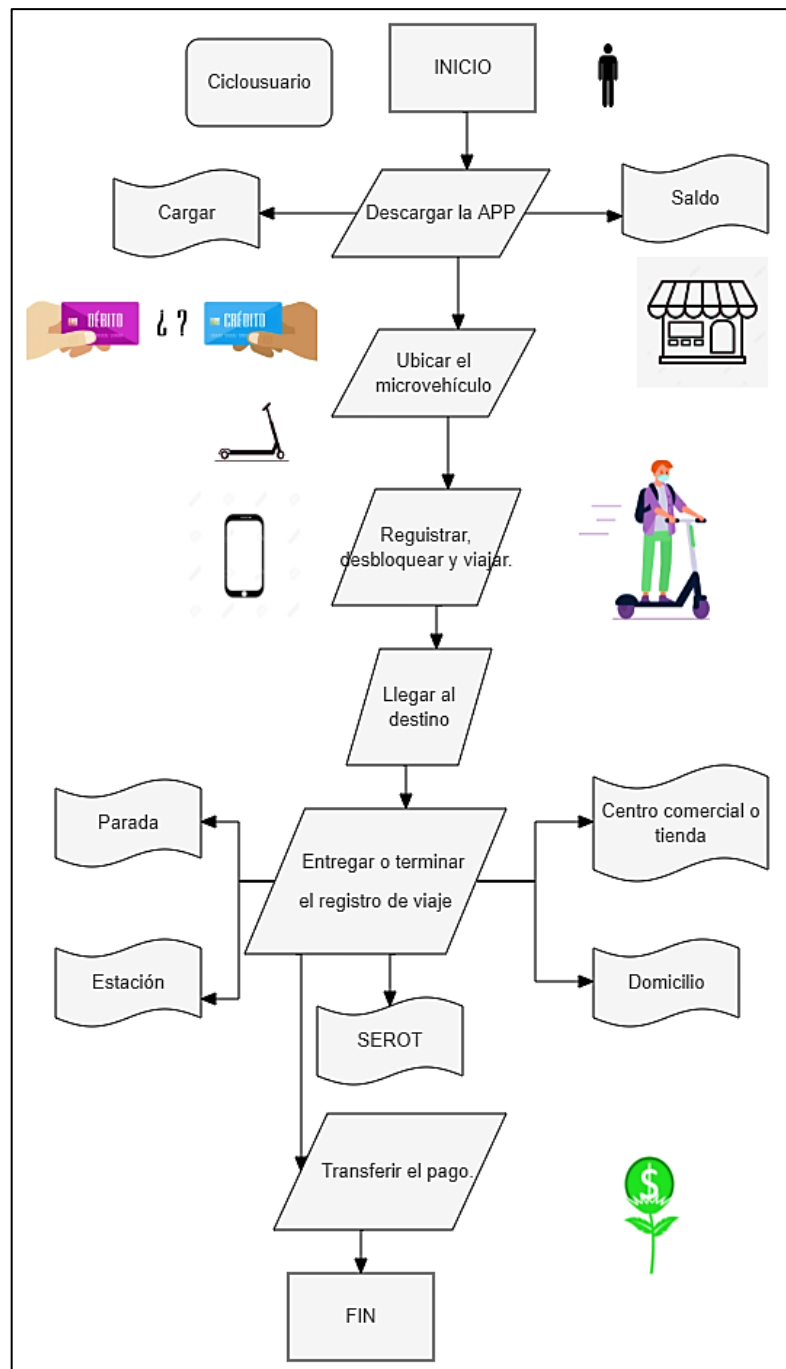 Ciclousuario
INICIO
Cargar
Descargar la APP
Saldo
DÉBITO
¿ ?
CRÉDITO
Ubicar el
microvehículo
Reguistrar,
desbloquear y viajar.
Llegar al
destino
Parada
Centro comercial o
tienda
Entregar o terminar
el registro de viaje
Estación
Domicilio
SEROT
Transferir el pago.
$
FIN